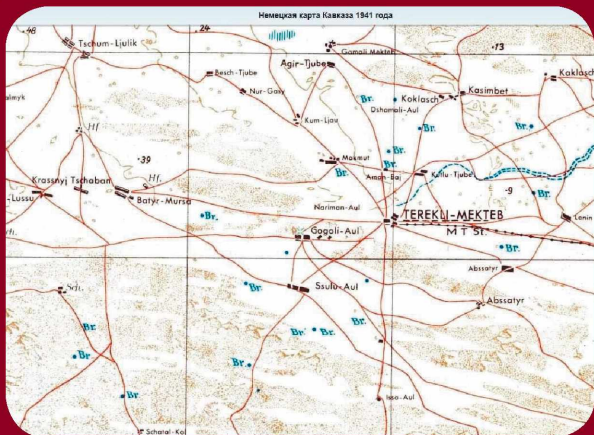 Немецкая карта Кавказа 1941 года
-48
24
Tschum-Ljulik
Gamali Mekteb
-13
Agir-Tjube
Besch-Tjube
Kaklasch
Kasimbet
Nur-Gasy
Br.
Koklasch
Dshamali-Aul
almyk
Kum-Ljau
Br.
Br.
Hf.
Br.
Makmut
-39
Br.
Aman-Baj
Kullu-Tjube
Hf.
Krassnyj Tschaban
-9
Br.
-Lussu
Batyr-Mursa
Nariman-Aul
Br.
TEREKLI-MEKTEB
Lenin
M T St.
Gogoli-Aul
Br.
Abssatyr
Br.
Ssulu-Aul
Br.
Sdt.
Abssatyr
Br.
Br.
Br.
Br.
Br.
Br.
Isso-Aul
Scharal-Kol